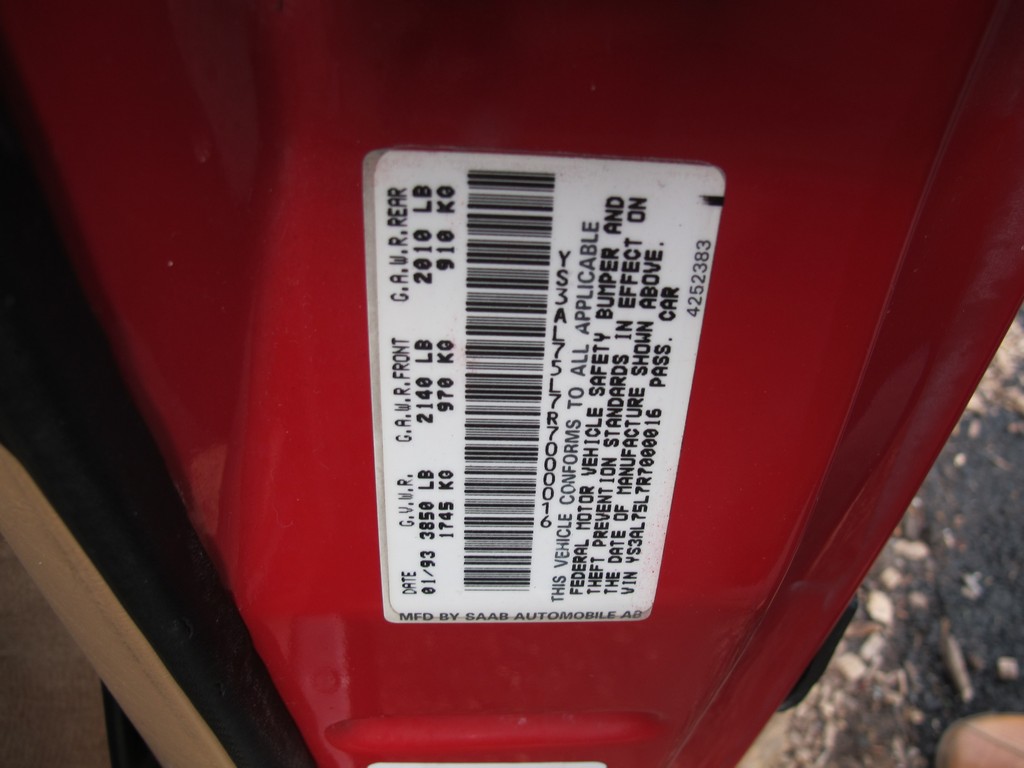 MFD BY SAAB AUTOMOBILE AB
DATE G.V.W.R. G.A.W.R.FRONT G.A.W.R.REAR
01/93 3850 LB 2140 LB 2010 LB
1745 KG 970 KG 910 KG
YS3AL75L7R7000016
THIS VEHICLE CONFORMS TO ALL APPLICABLE
FEDERAL MOTOR VEHICLE SAFETY BUMPER AND
THEFT PREVENTION STANDARDS IN EFFECT ON
THE DATE OF MANUFACTURE SHOWN ABOVE.
VIN YS3AL75L7R7000016 PASS. CAR
4252383